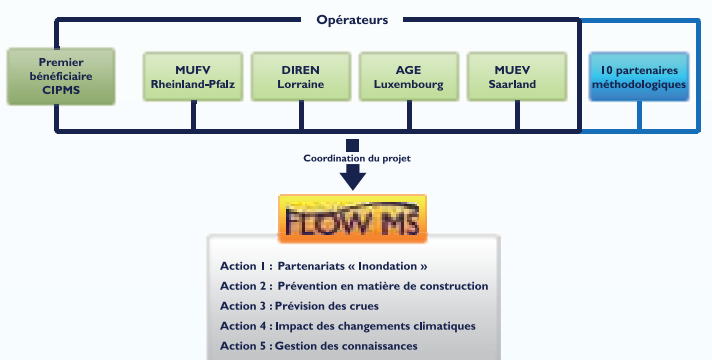 Opérateurs
Premier
bénéficiaire
CIPMS
MUFV
Rheinland-Pfalz
DIREN
Lorraine
AGE
Luxembourg
MUEV
Saarland
10 partenaires
méthodologiques
Coordination du projet
FLOW MS
Action 1 : Partenariats « Inondation »
Action 2 : Prévention en matière de construction
Action 3 : Prévision des crues
Action 4 : Impact des changements climatiques
Action 5 : Gestion des connaissances